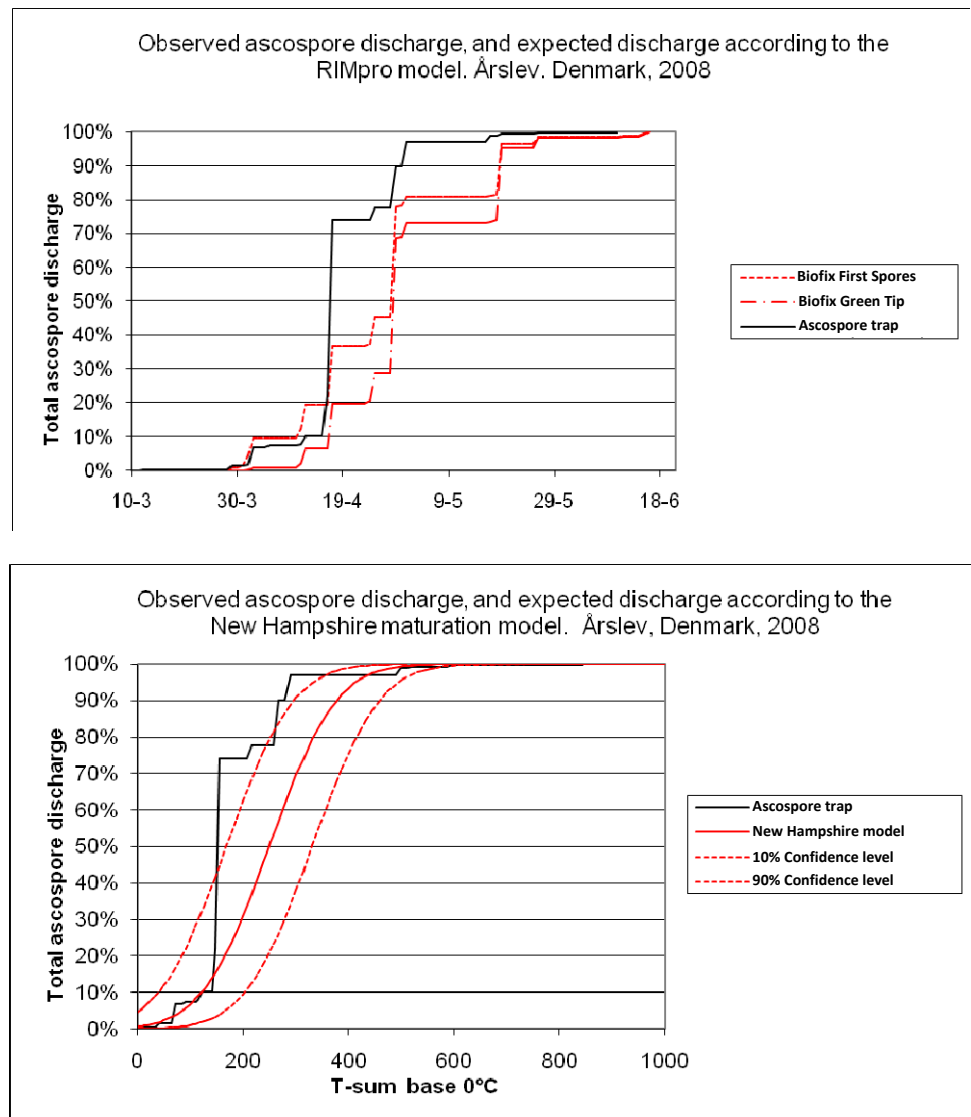 Observed ascospore discharge, and expected discharge according to the
RIMpro model. Årslev. Denmark, 2008
Total ascospore discharge
100%
90%
80%
70%
60%
50%
40%
30%
20%
10%
0%
10-3 30-3 19-4 9-5 29-5 18-6
Biofix First Spores
Biofix Green Tip
Ascospore trap
Observed ascospore discharge, and expected discharge according to the
New Hampshire maturation model. Årslev, Denmark, 2008
Total ascospore discharge
100%
90%
80%
70%
60%
50%
40%
30%
20%
10%
0%
0 200 400 600 800 1000
T-sum base 0°C
Ascospore trap
New Hampshire model
10% Confidence level
90% Confidence level